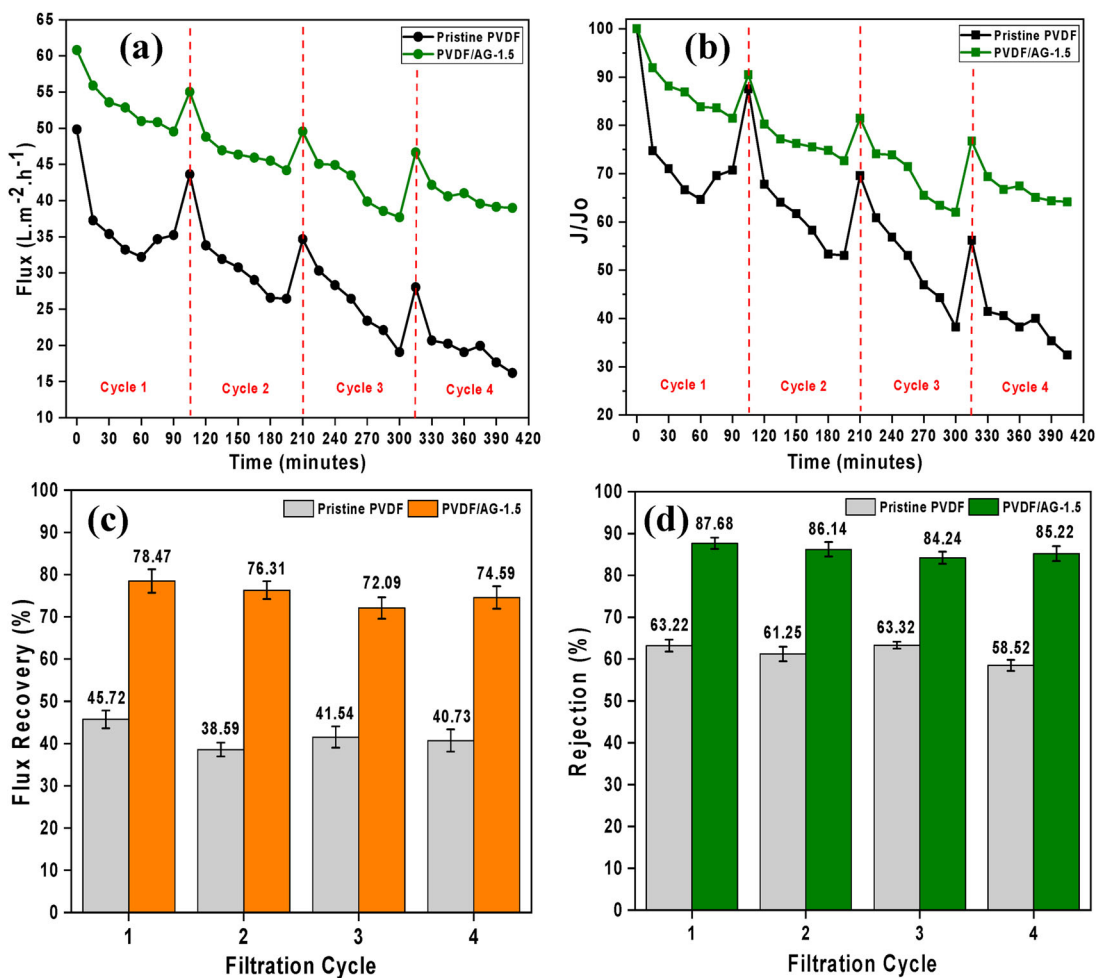 (a)
Pristine PVDF
PVDF/AG-1.5
65
60
55
50
45
40
35
30
25
20
15
10
Flux (L.m-2.h-1)
Cycle 1
Cycle 2
Cycle 3
Cycle 4
0 30 60 90 120 150 180 210 240 270 300 330 360 390 420
Time (minutes)
(b)
Pristine PVDF
PVDF/AG-1.5
100
90
80
70
60
50
40
30
20
J/Jo
Cycle 1
Cycle 2
Cycle 3
Cycle 4
0 30 60 90 120 150 180 210 240 270 300 330 360 390 420
Time (minutes)
(c)
Pristine PVDF
PVDF/AG-1.5
100
90
80
70
60
50
40
30
20
10
0
Flux Recovery (%)
78.47
76.31
72.09
74.59
45.72
38.59
41.54
40.73
1 2 3 4
Filtration Cycle
(d)
Pristine PVDF
PVDF/AG-1.5
100
90
80
70
60
50
40
30
20
10
0
Rejection (%)
87.68
86.14
84.24
85.22
63.22
61.25
63.32
58.52
1 2 3 4
Filtration Cycle